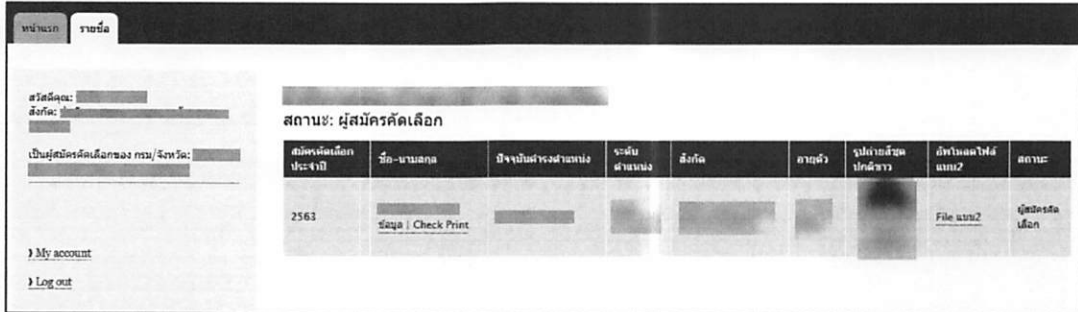 หน้าแรก
รายชื่อ
สวัสดีคุณ:
สังกัด:
เป็นผู้สมัครคัดเลือกของ กรม/จังหวัด:
❯ My account
❯ Log out
สถานะ: ผู้สมัครคัดเลือก
สมัครคัดเลือก
ประจำปี
ชื่อ-นามสกุล
ปัจจุบันดำรงตำแหน่ง
ระดับ
ตำแหน่ง
สังกัด
อายุตัว
รูปถ่ายสีชุด
ปกติขาว
อัพโหลดไฟล์
แบบ2
สถานะ
2563
ข้อมูล | Check Print
File แบบ2
ผู้สมัครคัด
เลือก